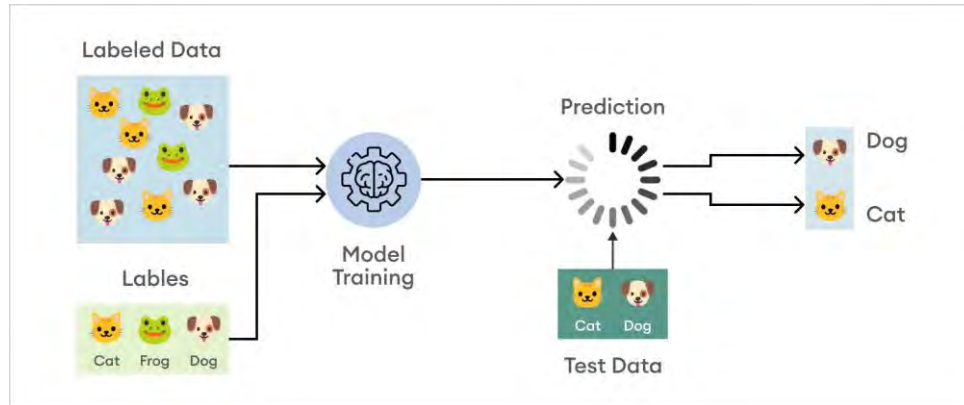 Labeled Data
Prediction
Dog
Cat
Model
Training
Lables
Cat Frog Dog
Cat Dog
Test Data